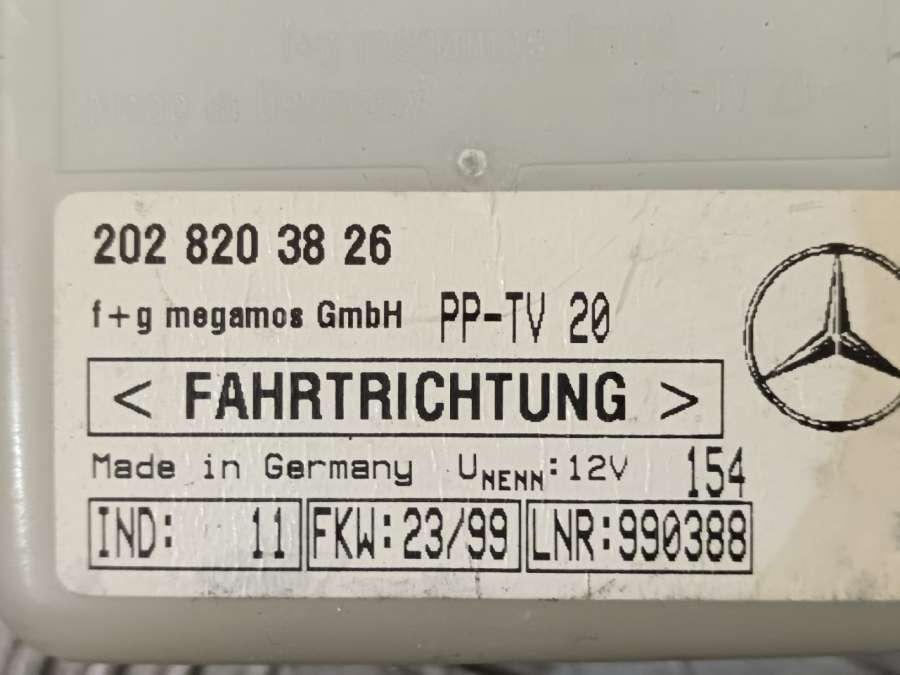 202 820 38 26
f+g megamos GmbH PP-TV 20
< FAHRTRICHTUNG >
Made in Germany UNENN:12V 154
IND: 11 FKW:23/99 LNR:990388